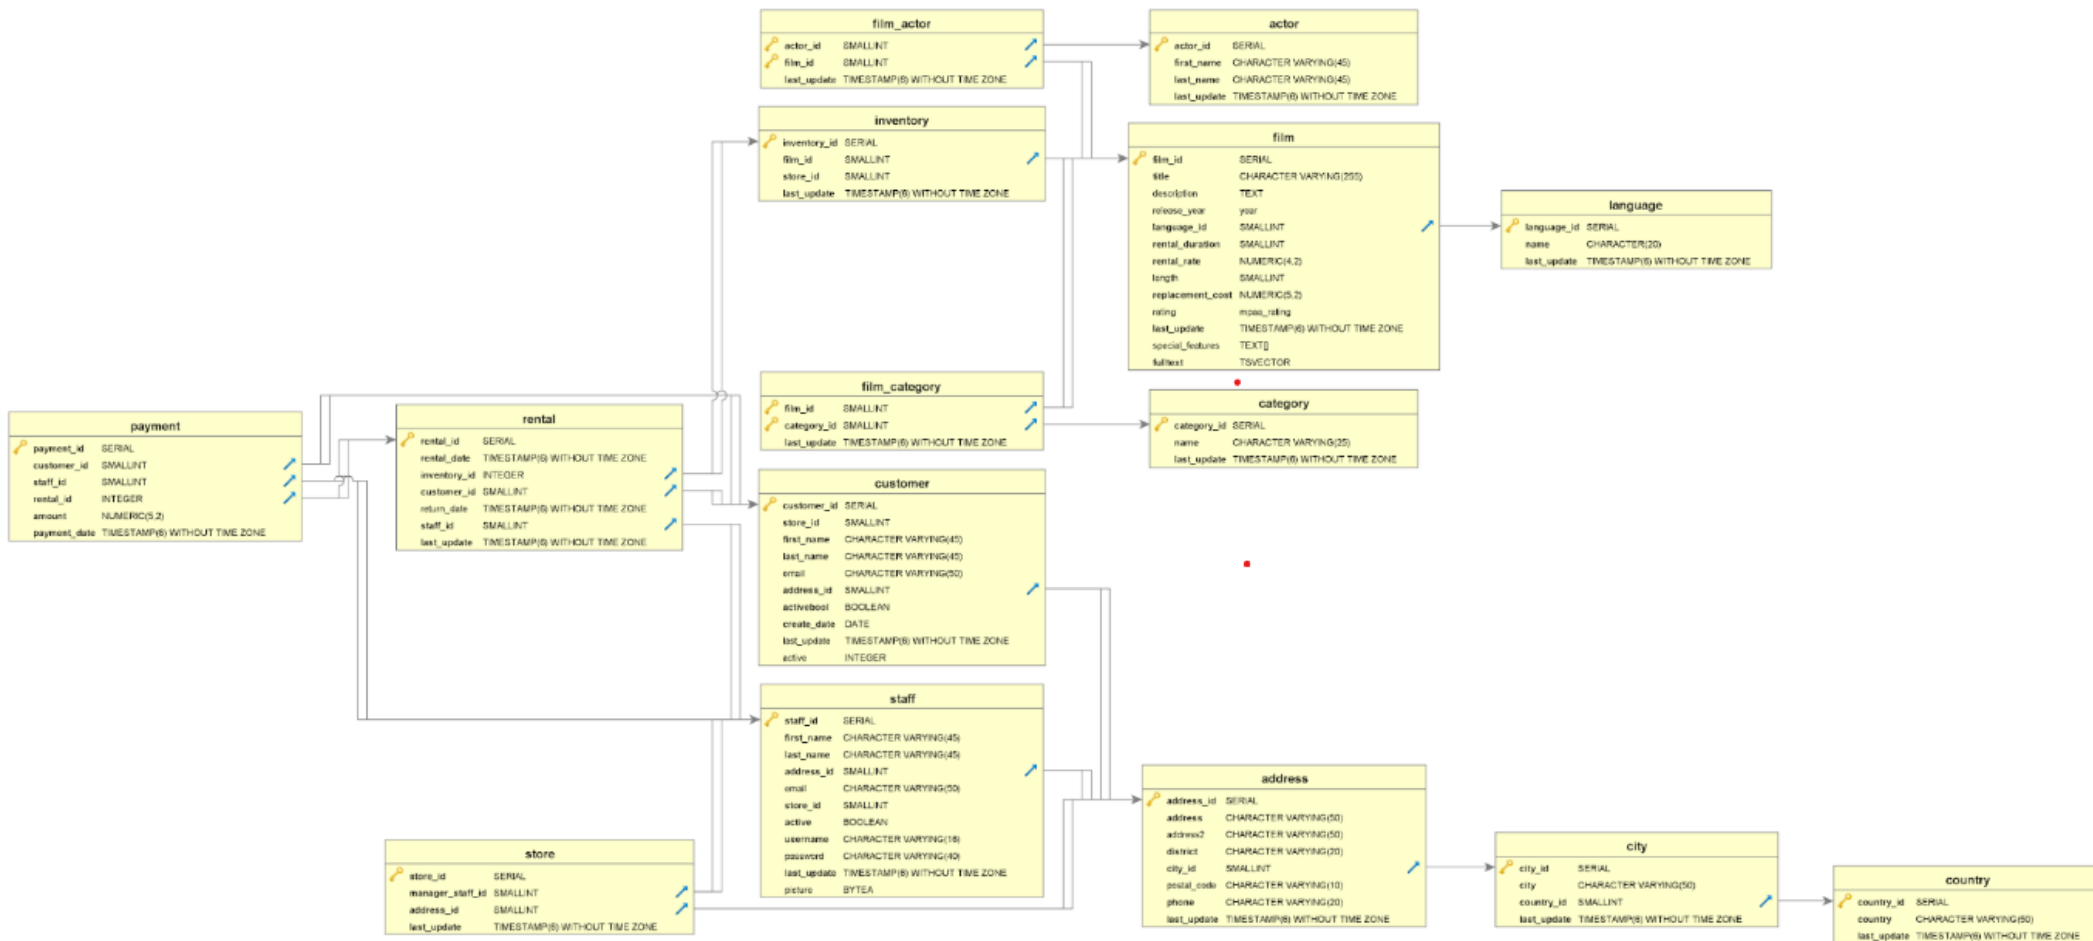 film_actor
actor_id SMALLINT
film_id SMALLINT
last_update TIMESTAMP(6) WITHOUT TIME ZONE
actor
actor_id SERIAL
first_name CHARACTER VARYING(45)
last_name CHARACTER VARYING(45)
last_update TIMESTAMP(6) WITHOUT TIME ZONE
inventory
inventory_id SERIAL
film_id SMALLINT
store_id SMALLINT
last_update TIMESTAMP(6) WITHOUT TIME ZONE
film
film_id SERIAL
title CHARACTER VARYING(255)
description TEXT
release_year year
language_id SMALLINT
rental_duration SMALLINT
rental_rate NUMERIC(4,2)
length SMALLINT
replacement_cost NUMERIC(5,2)
rating mpaa_rating
last_update TIMESTAMP(6) WITHOUT TIME ZONE
special_features TEXT[]
fulltext TSVECTOR
language
language_id SERIAL
name CHARACTER(20)
last_update TIMESTAMP(6) WITHOUT TIME ZONE
film_category
film_id SMALLINT
category_id SMALLINT
last_update TIMESTAMP(6) WITHOUT TIME ZONE
category
category_id SERIAL
name CHARACTER VARYING(25)
last_update TIMESTAMP(6) WITHOUT TIME ZONE
payment
payment_id SERIAL
customer_id SMALLINT
staff_id SMALLINT
rental_id INTEGER
amount NUMERIC(5,2)
payment_date TIMESTAMP(6) WITHOUT TIME ZONE
rental
rental_id SERIAL
rental_date TIMESTAMP(6) WITHOUT TIME ZONE
inventory_id INTEGER
customer_id SMALLINT
return_date TIMESTAMP(6) WITHOUT TIME ZONE
staff_id SMALLINT
last_update TIMESTAMP(6) WITHOUT TIME ZONE
customer
customer_id SERIAL
store_id SMALLINT
first_name CHARACTER VARYING(45)
last_name CHARACTER VARYING(45)
email CHARACTER VARYING(50)
address_id SMALLINT
activebool BOOLEAN
create_date DATE
last_update TIMESTAMP(6) WITHOUT TIME ZONE
active INTEGER
staff
staff_id SERIAL
first_name CHARACTER VARYING(45)
last_name CHARACTER VARYING(45)
address_id SMALLINT
email CHARACTER VARYING(50)
store_id SMALLINT
active BOOLEAN
username CHARACTER VARYING(16)
password CHARACTER VARYING(40)
last_update TIMESTAMP(6) WITHOUT TIME ZONE
picture BYTEA
store
store_id SERIAL
manager_staff_id SMALLINT
address_id SMALLINT
last_update TIMESTAMP(6) WITHOUT TIME ZONE
address
address_id SERIAL
address CHARACTER VARYING(50)
address2 CHARACTER VARYING(50)
district CHARACTER VARYING(20)
city_id SMALLINT
postal_code CHARACTER VARYING(10)
phone CHARACTER VARYING(20)
last_update TIMESTAMP(6) WITHOUT TIME ZONE
city
city_id SERIAL
city CHARACTER VARYING(50)
country_id SMALLINT
last_update TIMESTAMP(6) WITHOUT TIME ZONE
country
country_id SERIAL
country CHARACTER VARYING(50)
last_update TIMESTAMP(6) WITHOUT TIME ZONE